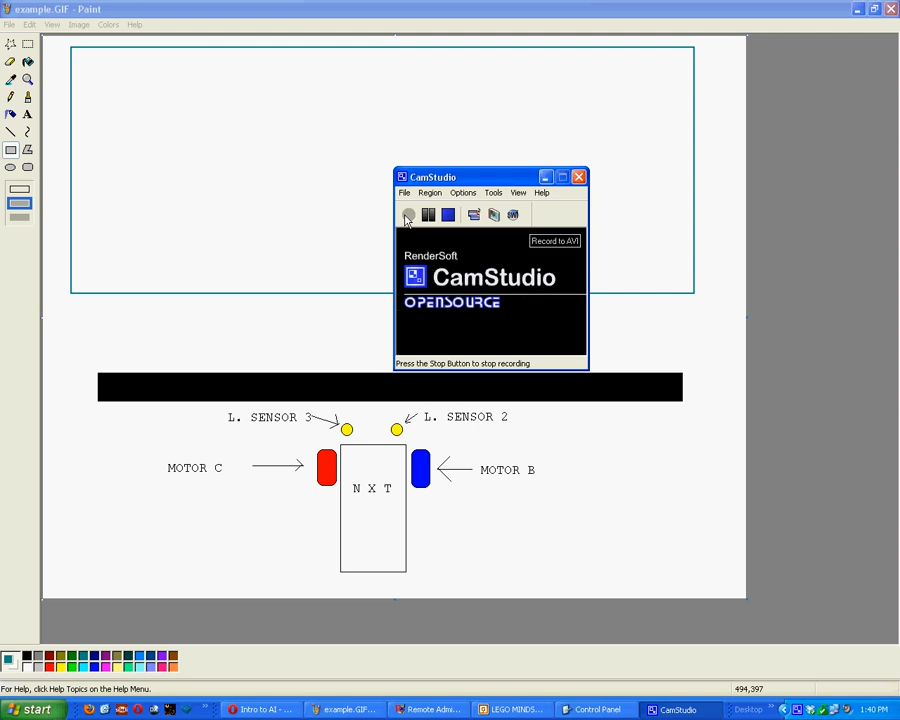 example.GIF - Paint
File Edit View Image Colors Help
A
CamStudio
File Region Options Tools View Help
Record to AVI
RenderSoft
CamStudio
OPENSOURCE
Press the Stop Button to stop recording
L. SENSOR 3
L. SENSOR 2
MOTOR C
MOTOR B
N X T
For Help, click Help Topics on the Help Menu.
494,397
start
Intro to AI - ...
example.GIF...
Remote Admi...
LEGO MINDS...
Control Panel
CamStudio
Desktop
1:40 PM